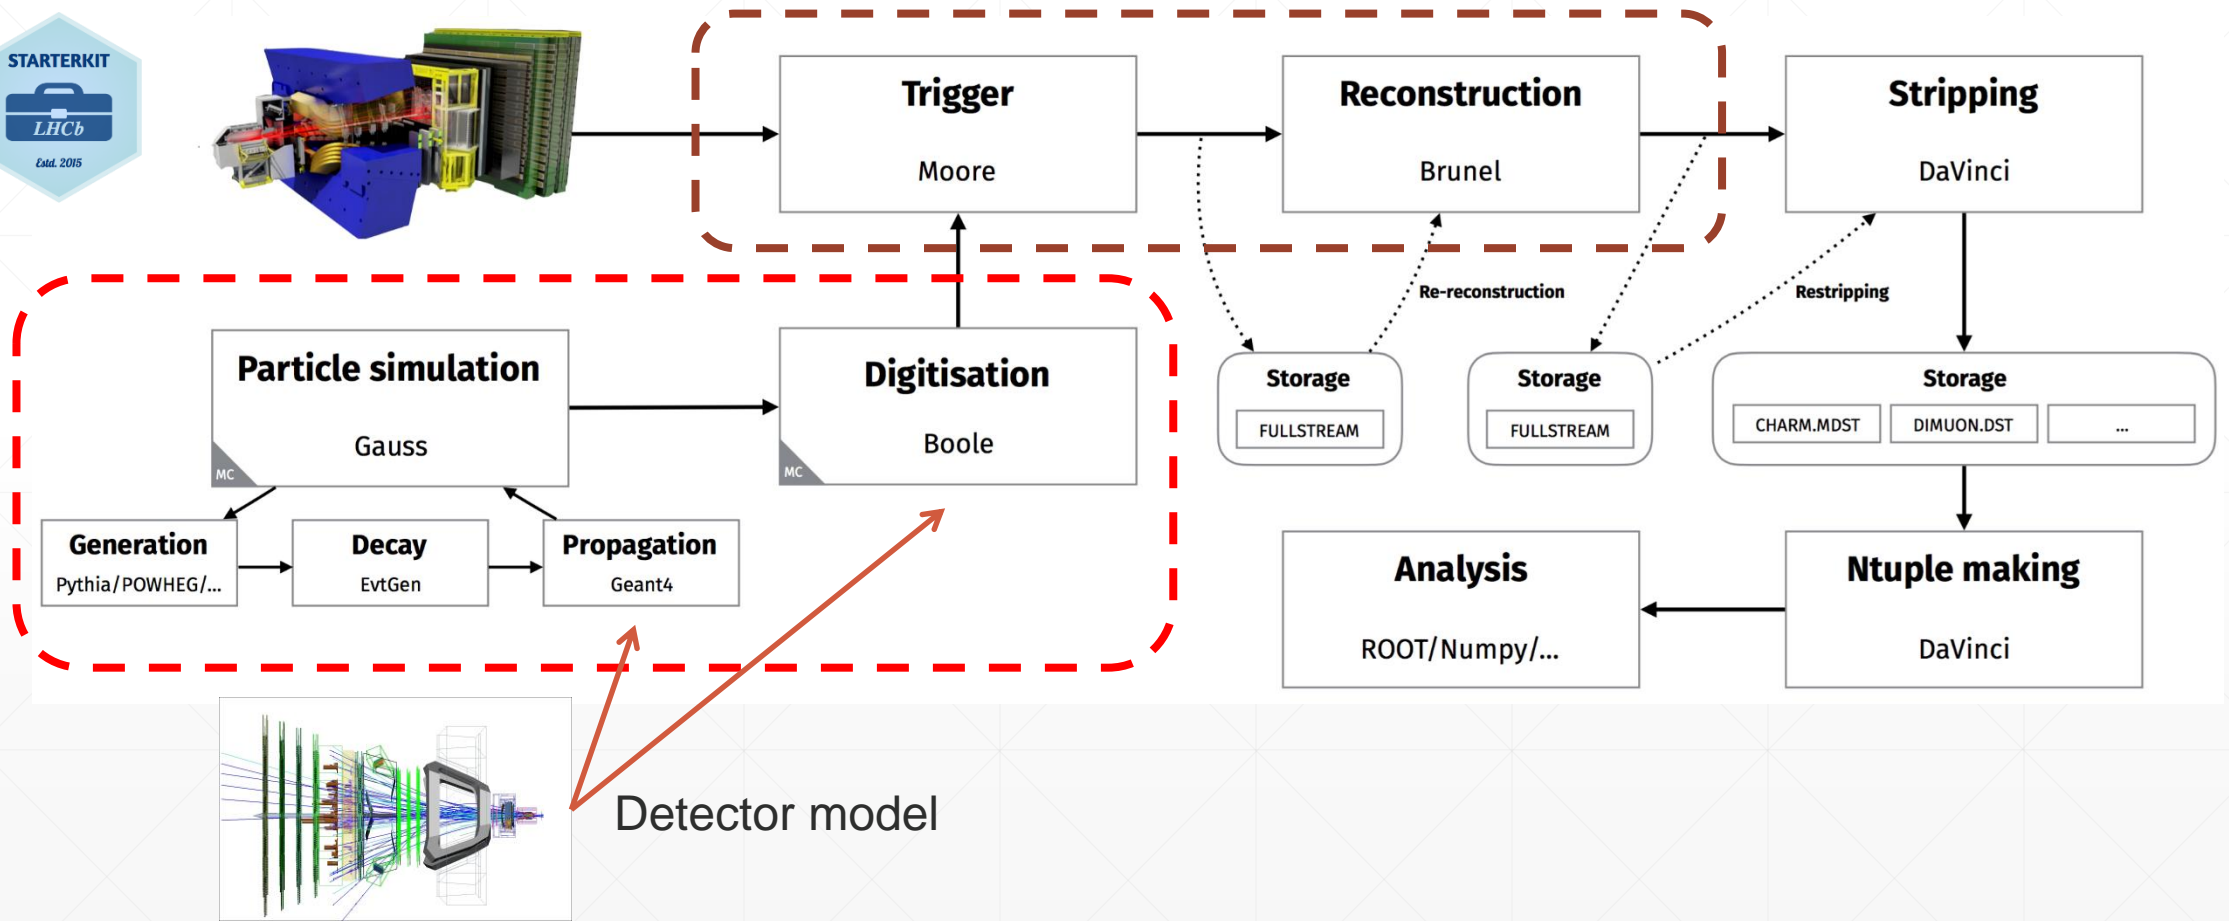 STARTERKIT
LHCb
Estd. 2015
Trigger
Moore
Reconstruction
Brunel
Stripping
DaVinci
Re-reconstruction
Restripping
Particle simulation
Gauss
MC
Digitisation
Boole
MC
Storage
FULLSTREAM
Storage
FULLSTREAM
Storage
CHARM.MDST
DIMUON.DST
...
Generation
Pythia/POWHEG/...
Decay
EvtGen
Propagation
Geant4
Analysis
ROOT/Numpy/...
Ntuple making
DaVinci
Detector model